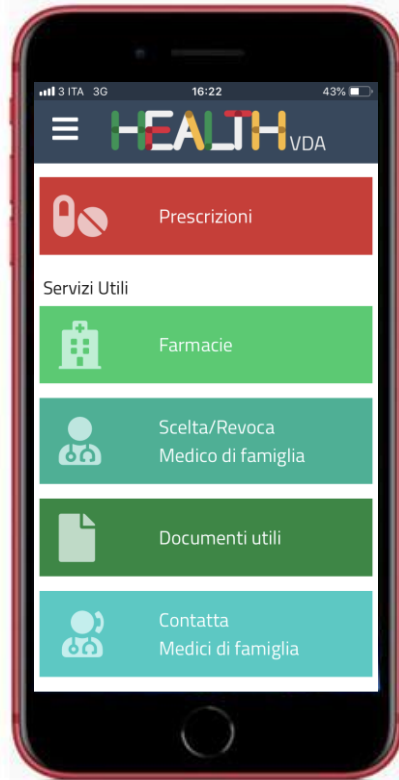 3 ITA 3G 16:22 43%
HEALTH VDA
Prescrizioni
Servizi Utili
Farmacie
Scelta/Revoca
Medico di famiglia
Documenti utili
Contatta
Medici di famiglia